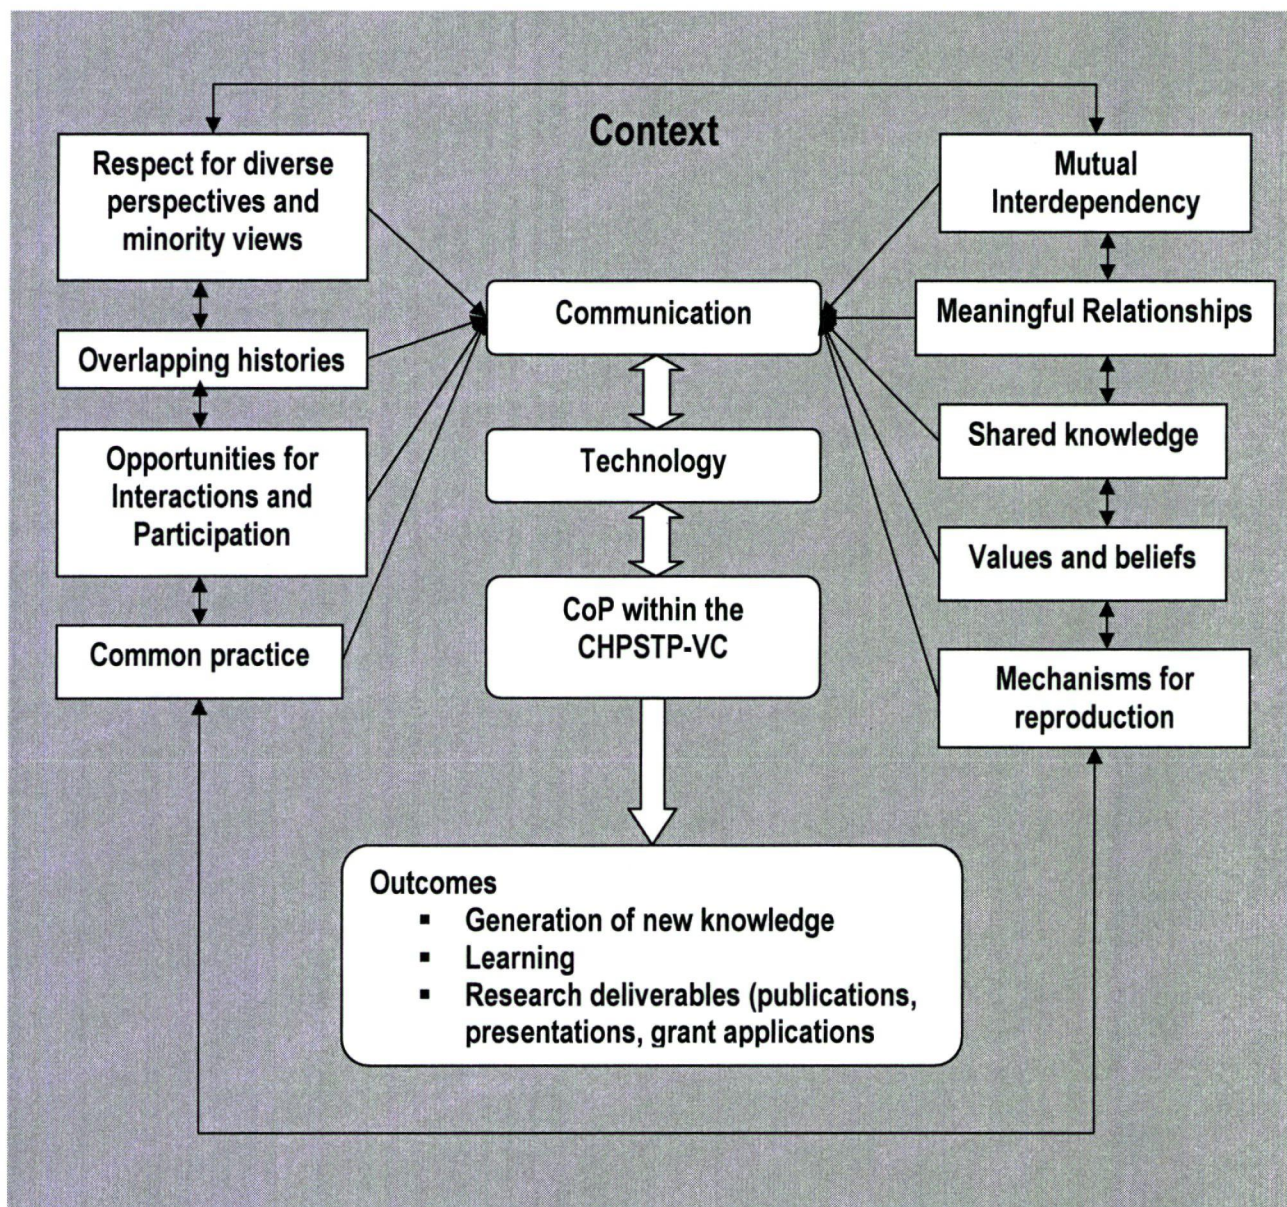 Context
Respect for diverse
perspectives and
minority views
Overlapping histories
Opportunities for
Interactions and
Participation
Common practice
Communication
Technology
CoP within the
CHPSTP-VC
Mutual
Interdependency
Meaningful Relationships
Shared knowledge
Values and beliefs
Mechanisms for
reproduction
Outcomes
▪ Generation of new knowledge
▪ Learning
▪ Research deliverables (publications,
presentations, grant applications